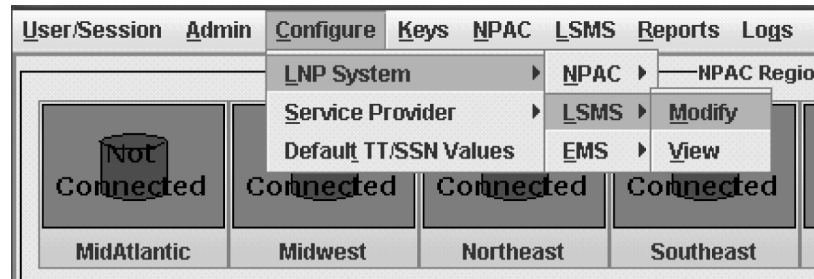 User/Session Admin Configure Keys NPAC LSMS Reports Logs
LNP System NPAC NPAC Regio
Service Provider LSMS Modify
Default TT/SSN Values EMS View
Not Connected
Connected Connected Connected
MidAtlantic Midwest Northeast Southeast